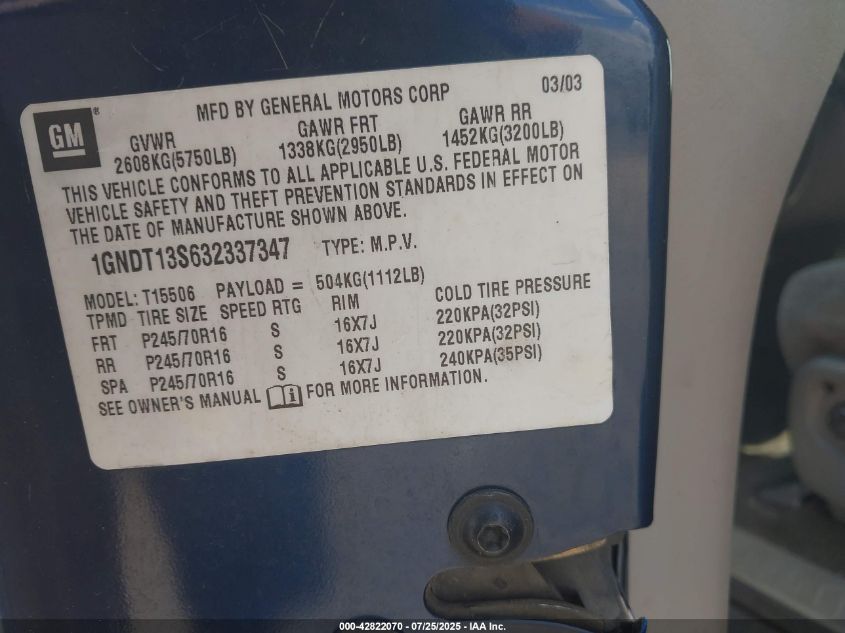 MFD BY GENERAL MOTORS CORP 03/03
GM®
GVWR GAWR FRT GAWR RR
2608KG(5750LB) 1338KG(2950LB) 1452KG(3200LB)
THIS VEHICLE CONFORMS TO ALL APPLICABLE U.S. FEDERAL MOTOR
VEHICLE SAFETY AND THEFT PREVENTION STANDARDS IN EFFECT ON
THE DATE OF MANUFACTURE SHOWN ABOVE.
1GNDT13S632337347 TYPE: M.P.V.
MODEL: T15506 PAYLOAD = 504KG(1112LB)
TPMD TIRE SIZE SPEED RTG RIM COLD TIRE PRESSURE
FRT P245/70R16 S 16X7J 220KPA(32PSI)
RR P245/70R16 S 16X7J 220KPA(32PSI)
SPA P245/70R16 S 16X7J 240KPA(35PSI)
SEE OWNER'S MANUAL i FOR MORE INFORMATION.
000-42822070 - 07/25/2025 - IAA Inc.